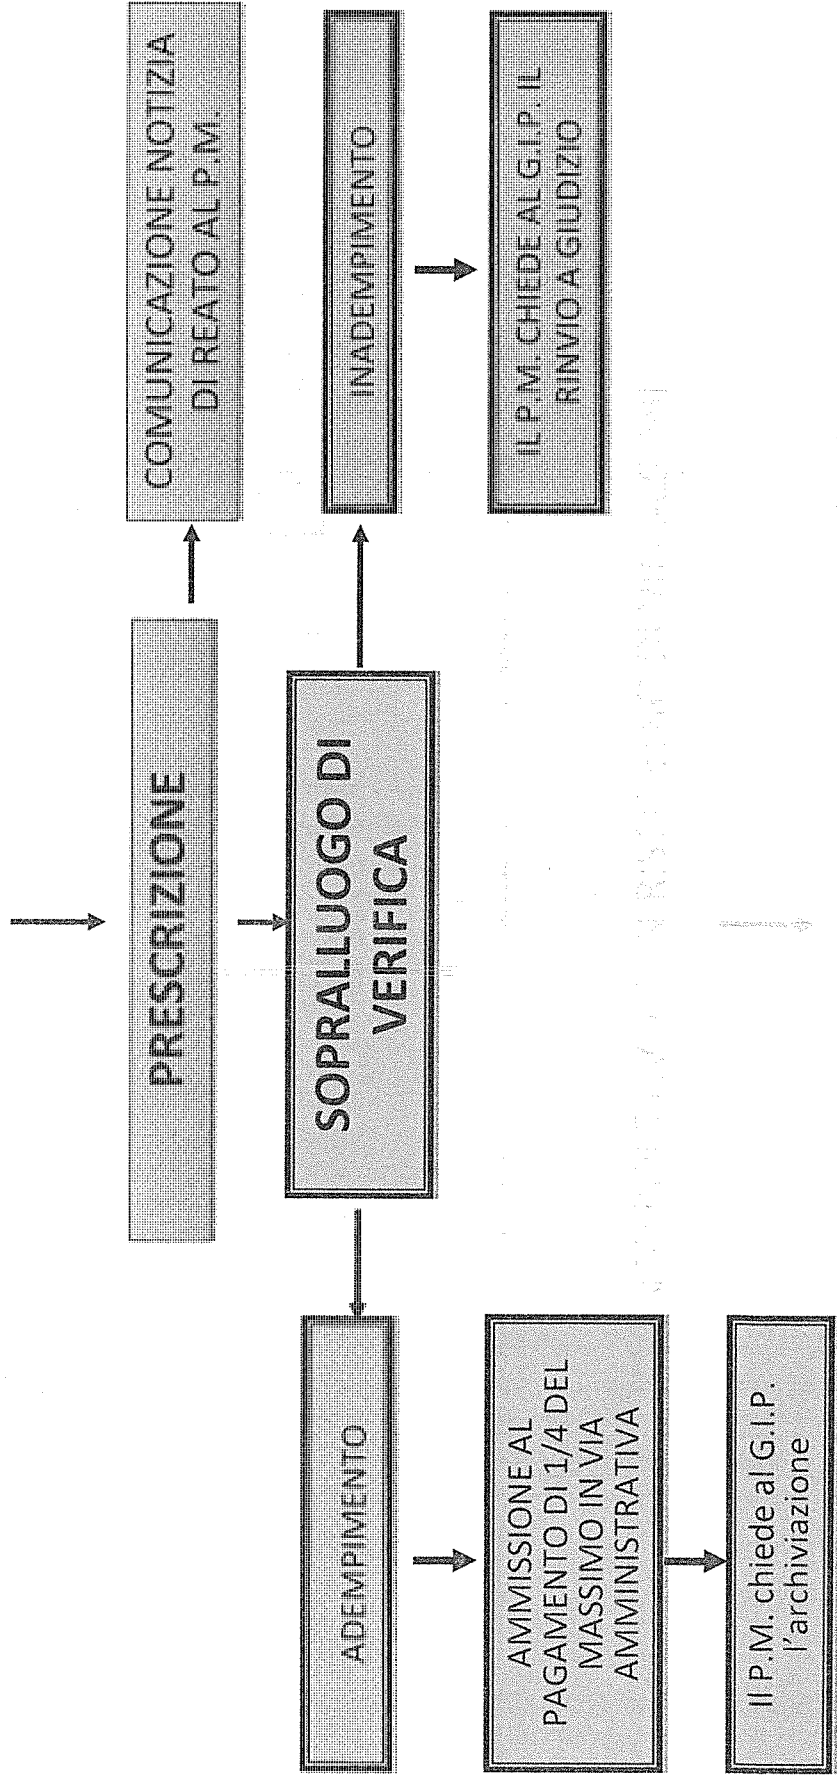 PRESCRIZIONE
COMUNICAZIONE NOTIZIA
DI REATO AL P.M.
SOPRALLUOGO DI
VERIFICA
ADEMPIMENTO
INADEMPIMENTO
AMMISSIONE AL
PAGAMENTO DI 1/4 DEL
MASSIMO IN VIA
AMMINISTRATIVA
IL P.M. CHIEDE AL G.I.P. IL
RINVIO A GIUDIZIO
Il P.M. chiede al G.I.P.
l'archiviazione